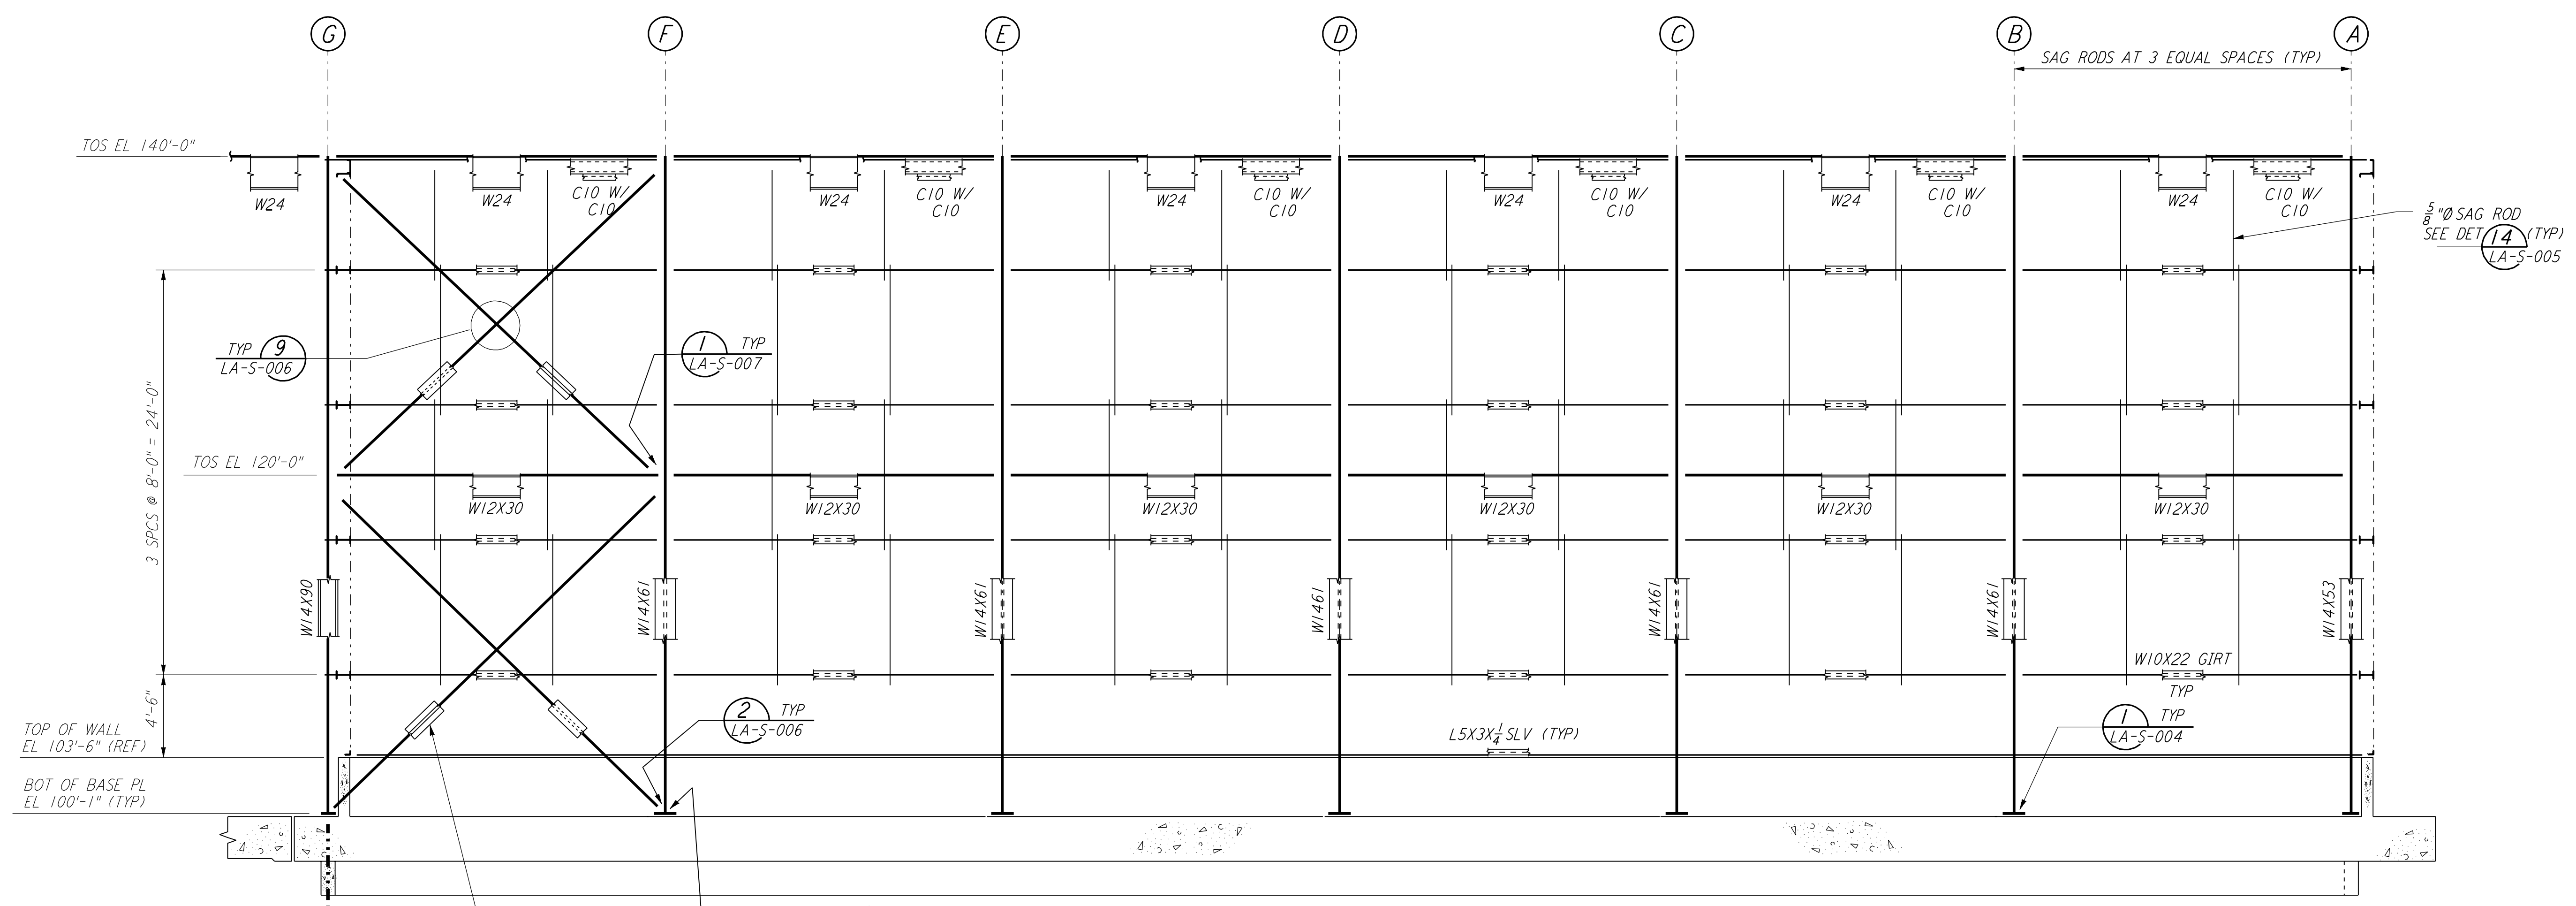 G
F
E
D
C
B
A
SAG RODS AT 3 EQUAL SPACES (TYP)
TOS EL 140'-0"
W24
W24
C10 W/
C10
W24
C10 W/
C10
W24
C10 W/
C10
W24
C10 W/
C10
W24
C10 W/
C10
W24
C10 W/
C10
5/8"Ø SAG ROD
SEE DET 14 (TYP)
LA-S-005
TYP 9
LA-S-006
1 TYP
LA-S-007
3 SPCS @ 8'-0" = 24'-0"
TOS EL 120'-0"
W12X30
W12X30
W12X30
W12X30
W12X30
W12X30
W14X90
W14X61
W14X61
W1461
W14X61
W14X61
W14X53
W10X22 GIRT
TYP
4'-6"
2 TYP
LA-S-006
1 TYP
LA-S-004
TOP OF WALL
EL 103'-6" (REF)
L5X3X1/4 SLV (TYP)
BOT OF BASE PL
EL 100'-1" (TYP)